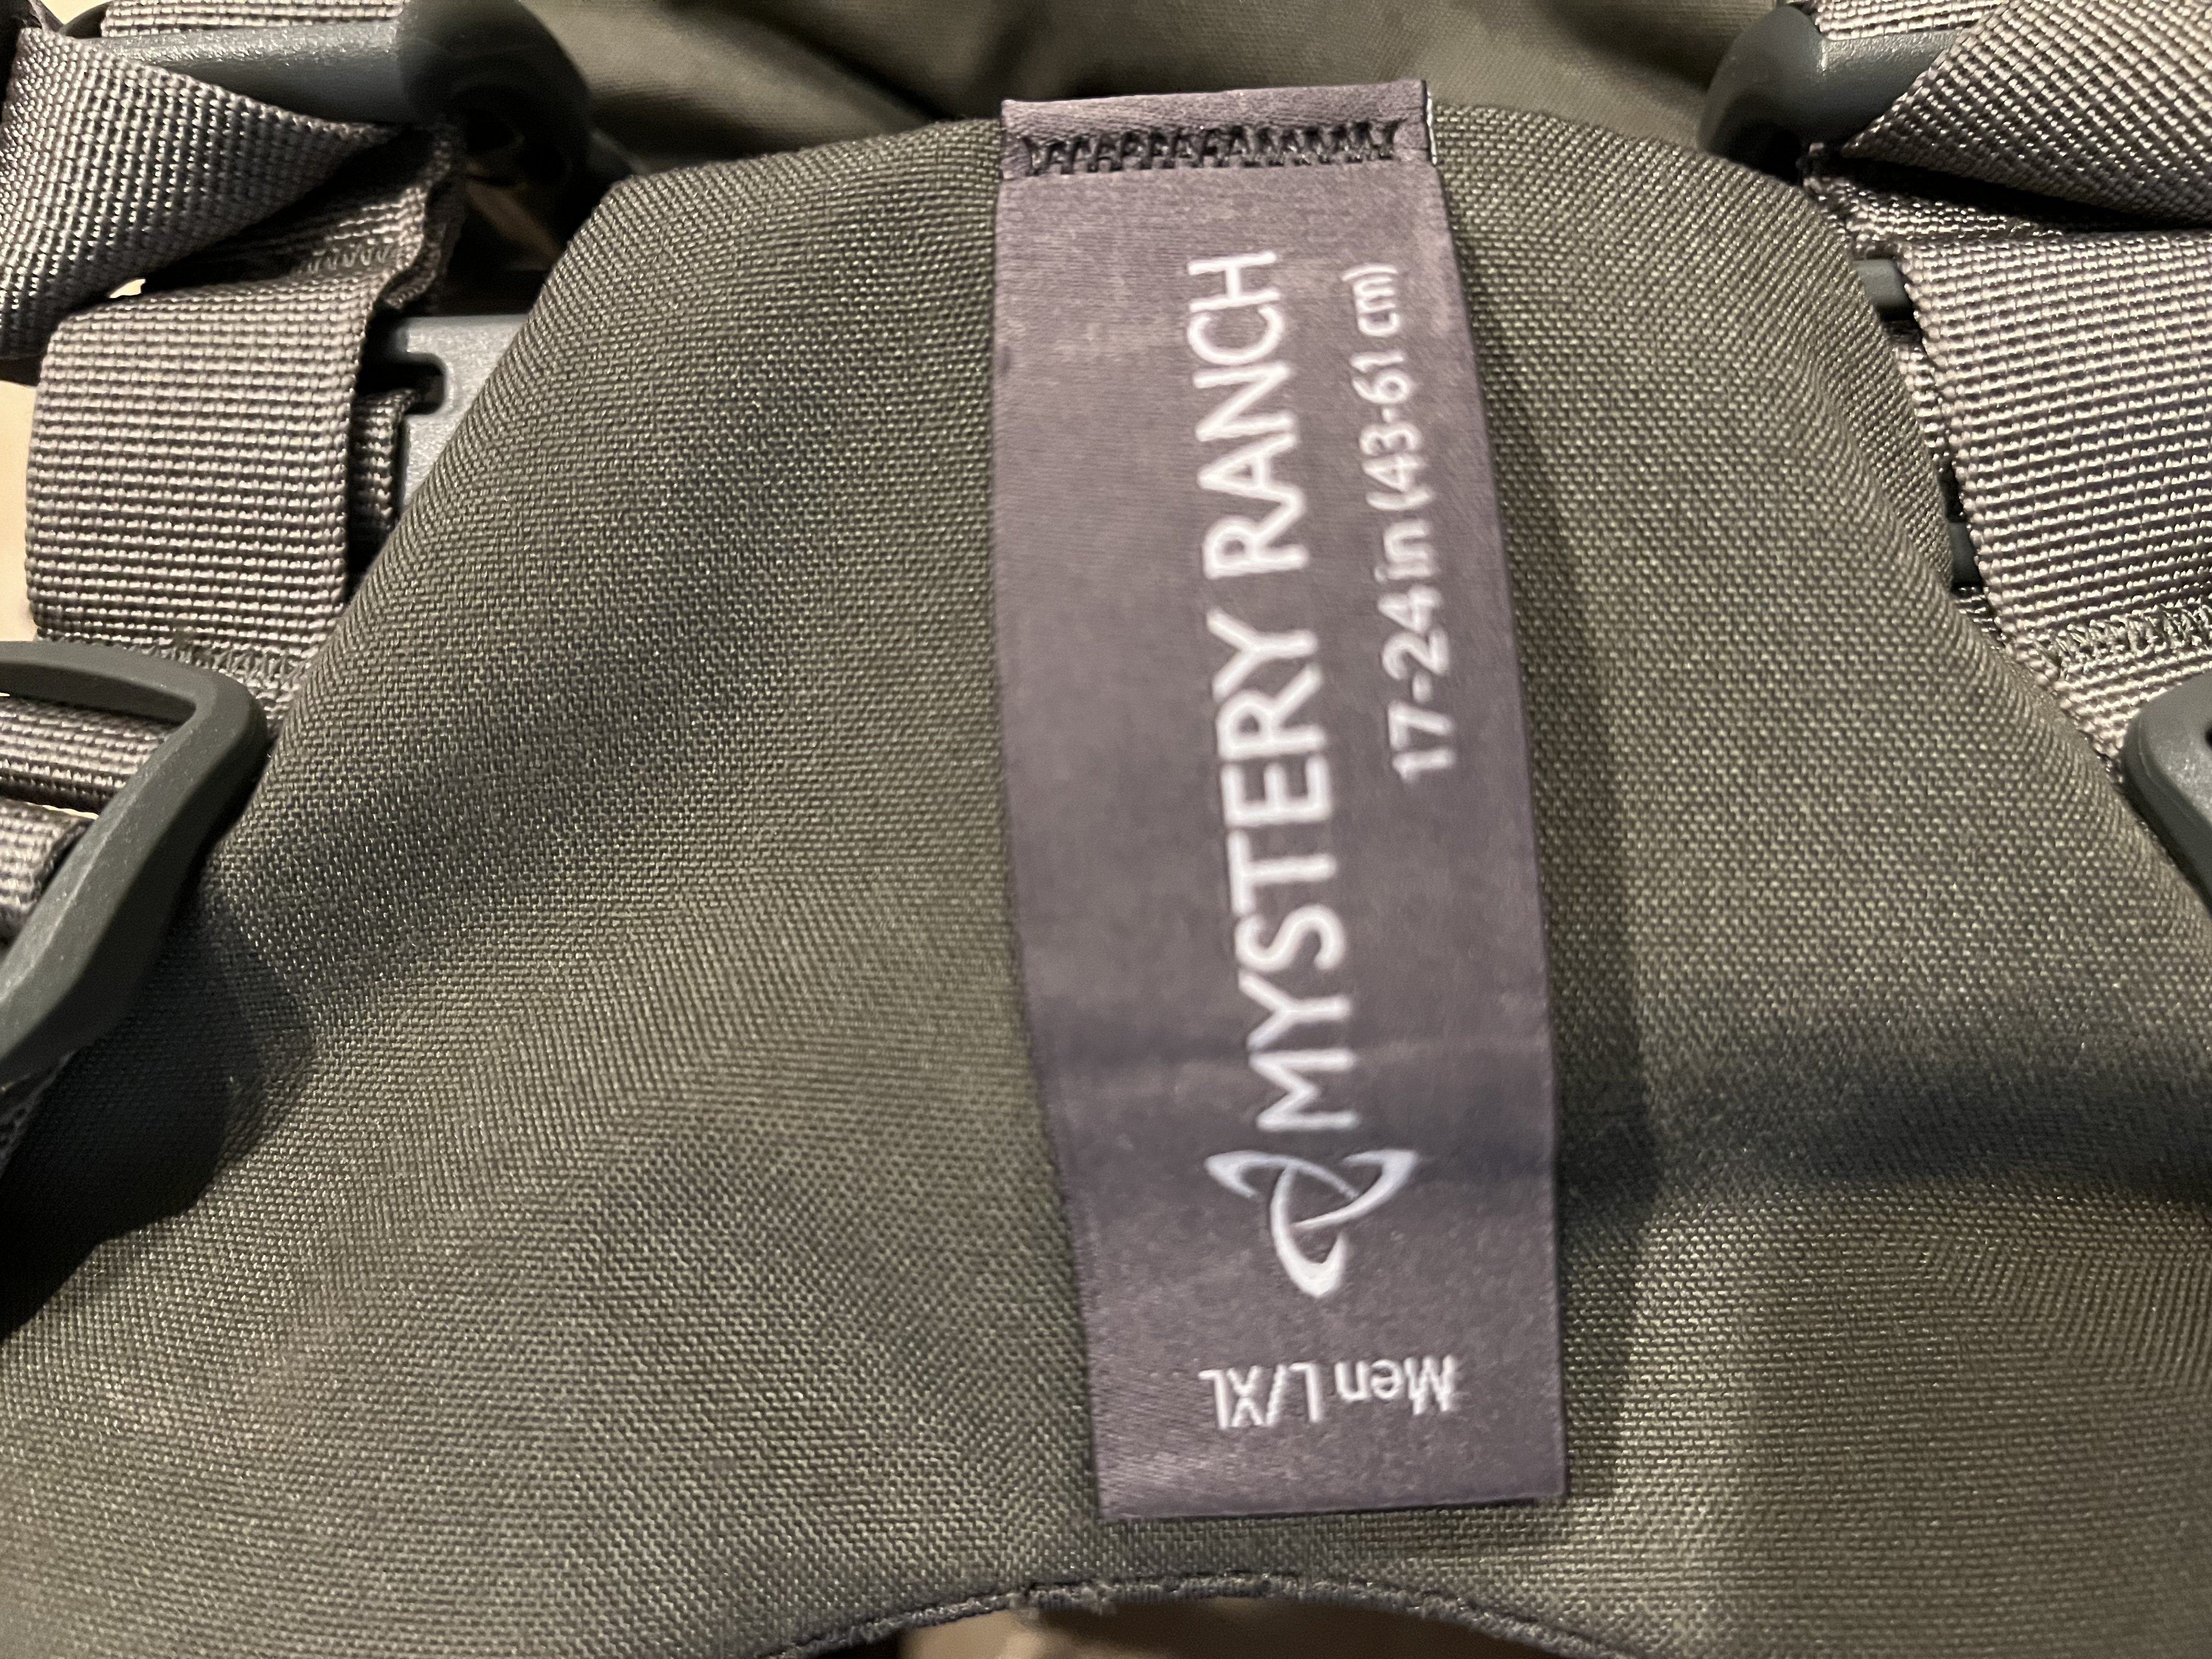 MYSTERY RANCH
17-24 in (43-61 cm)
Men L/XL